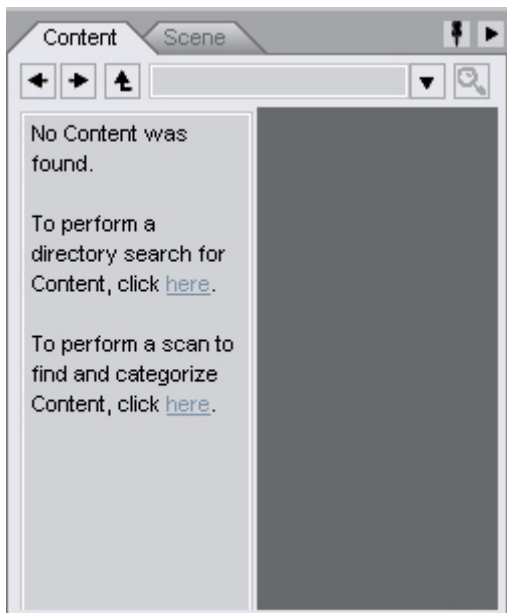 Content Scene
No Content was
found.
To perform a
directory search for
Content, click here.
To perform a scan to
find and categorize
Content, click here.